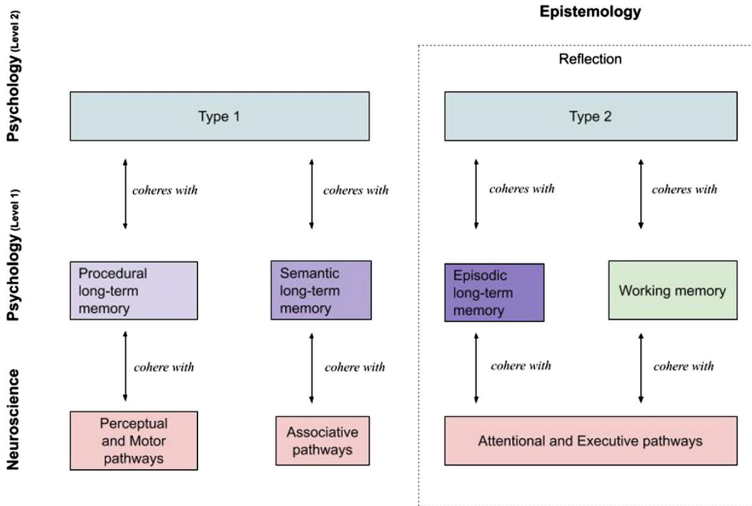 Epistemology
Psychology (Level 2)
Reflection
Type 1
Type 2
coheres with
coheres with
coheres with
coheres with
Psychology (Level 1)
Procedural
long-term
memory
Semantic
long-term
memory
Episodic
long-term
memory
Working memory
cohere with
cohere with
cohere with
cohere with
Neuroscience
Perceptual
and Motor
pathways
Associative
pathways
Attentional and Executive pathways